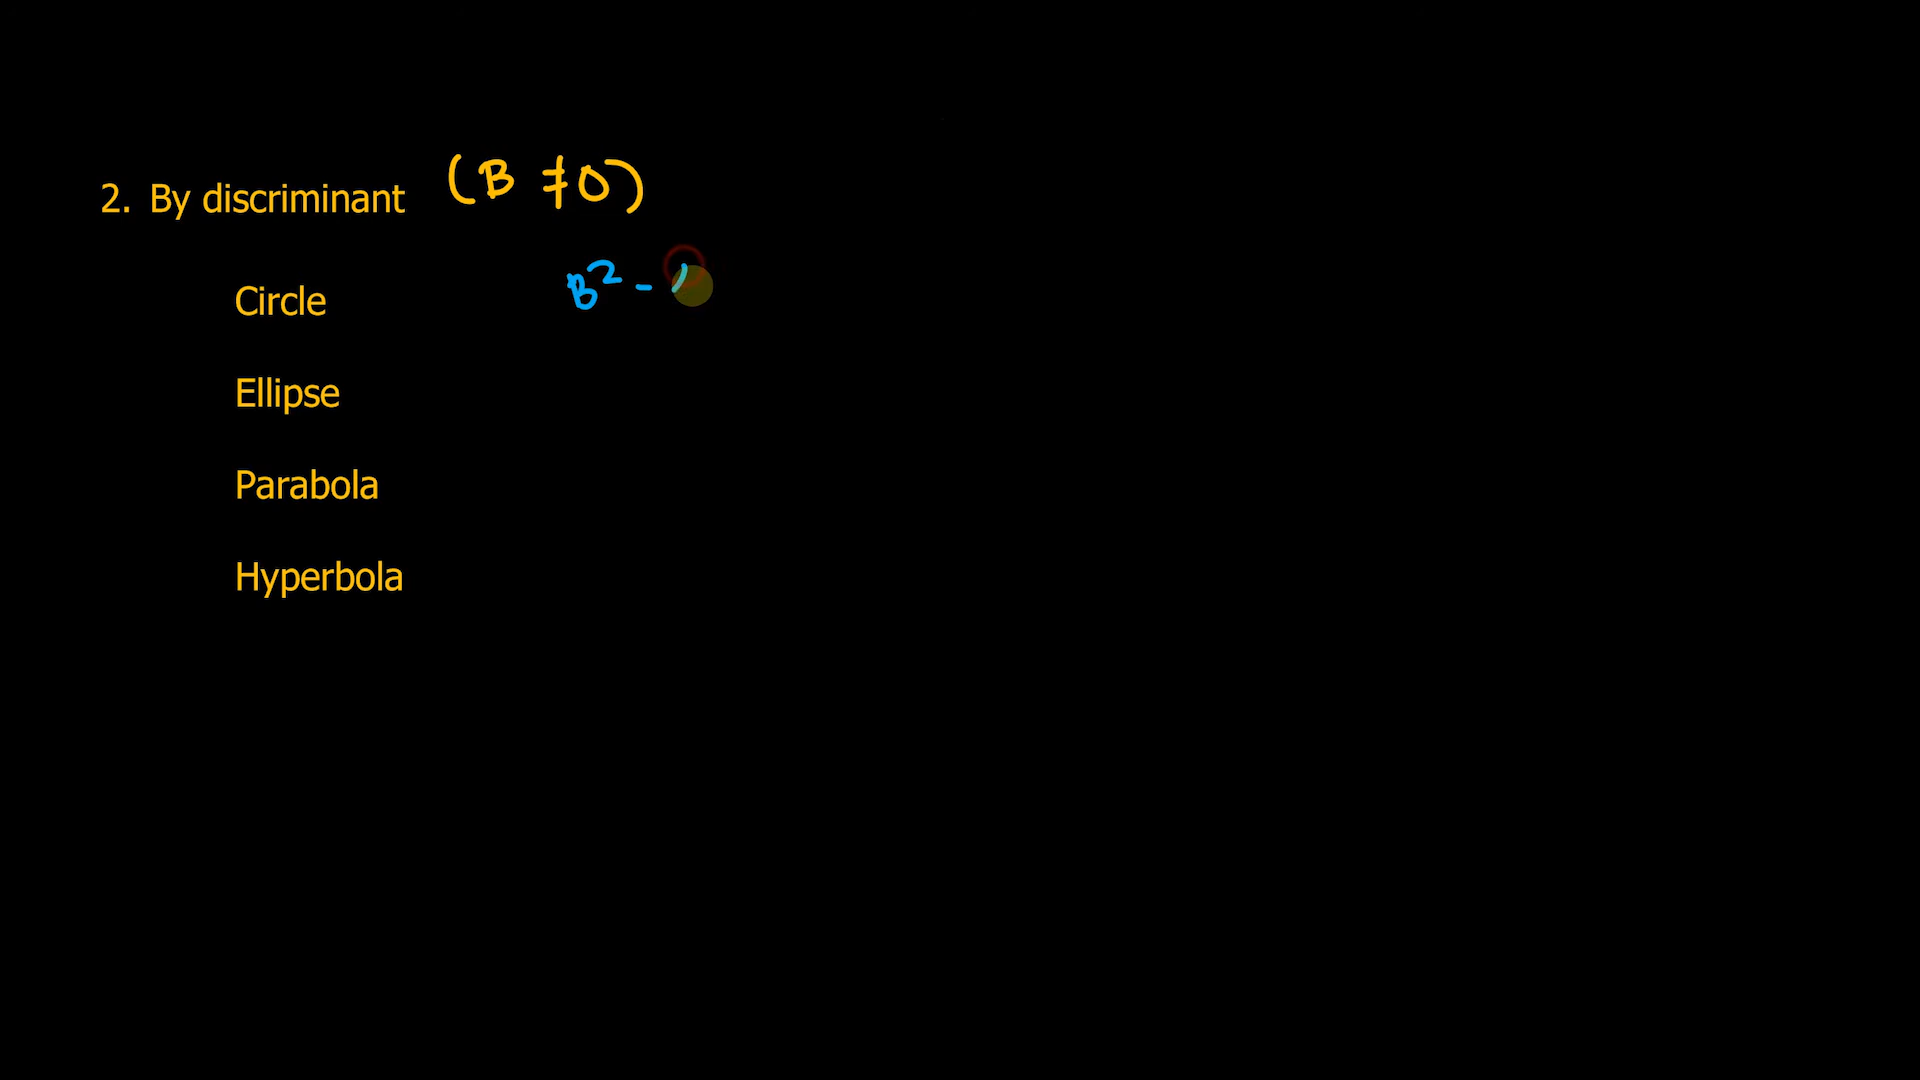 2. By discriminant (B ≠ 0)
Circle B² -
Ellipse
Parabola
Hyperbola